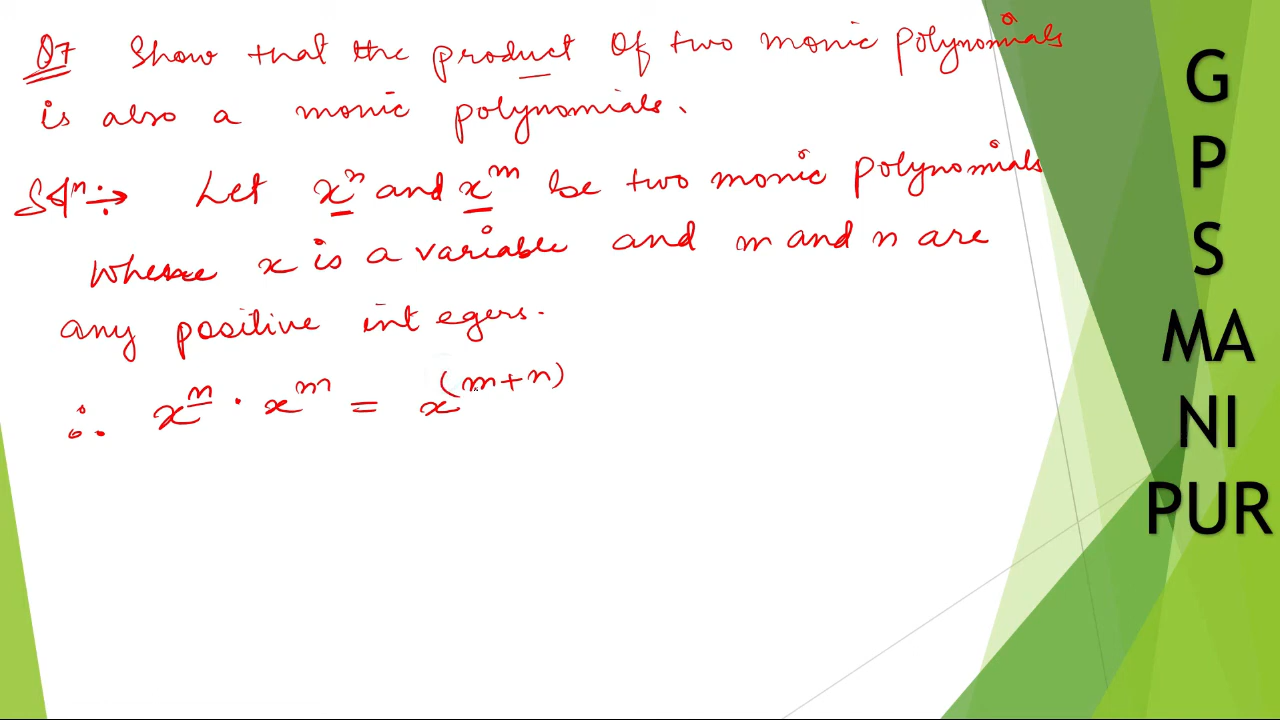 Q7 Show that the product of two monic polynomials
is also a monic polynomials.
Solⁿ:→ Let xⁿ and xᵐ be two monic polynomials
where x is a variable and m and n are
any positive integers.
∴ xⁿ · xᵐ = x⁽ᵐ⁺ⁿ⁾
G
P
S
MA
NI
PUR